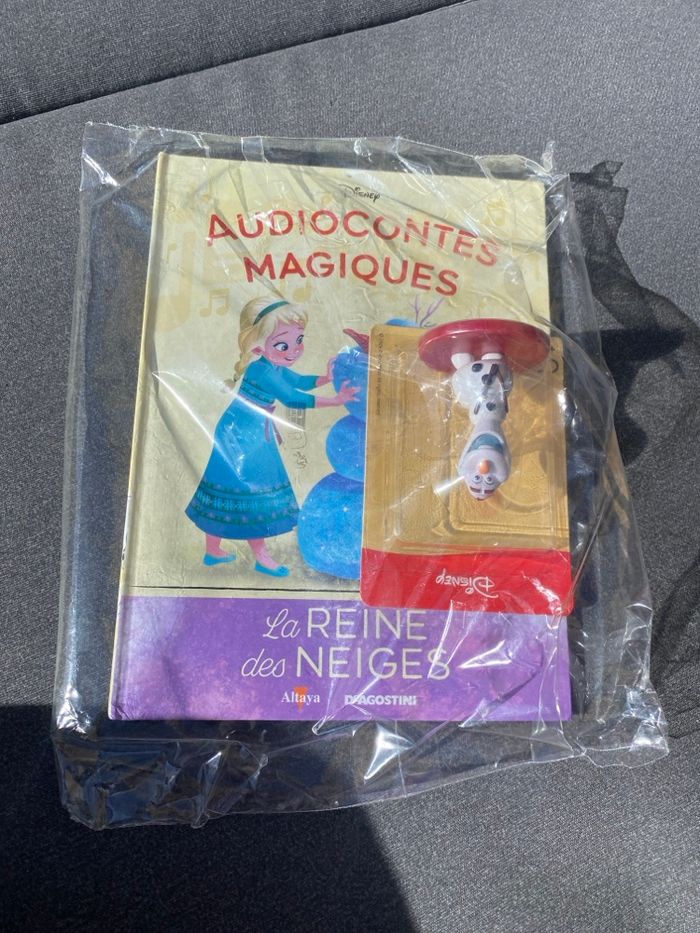 Disney
AUDIOCONTES
MAGIQUES
Disney
La REINE
des NEIGES
Altaya
DeAGOSTINI